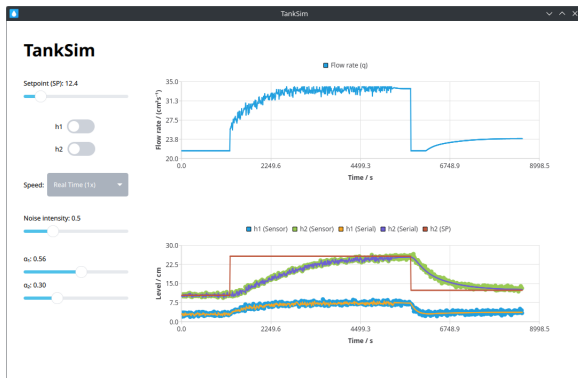 TankSim
TankSim
Setpoint (SP): 12.4
h1
h2
Speed: Real Time (1x)
Noise intensity: 0.5
α₁: 0.56
α₂: 0.30
Flow rate (q)
Flow rate / (cm³s⁻¹)
35.0
31.3
27.5
23.8
20.0
0.0 2249.6 4499.3 6748.9 8998.5
Time / s
h1 (Sensor) h2 (Sensor) h1 (Serial) h2 (Serial) h2 (SP)
Level / cm
30.0
22.5
15.0
7.5
0.0
0.0 2249.6 4499.3 6748.9 8998.5
Time / s